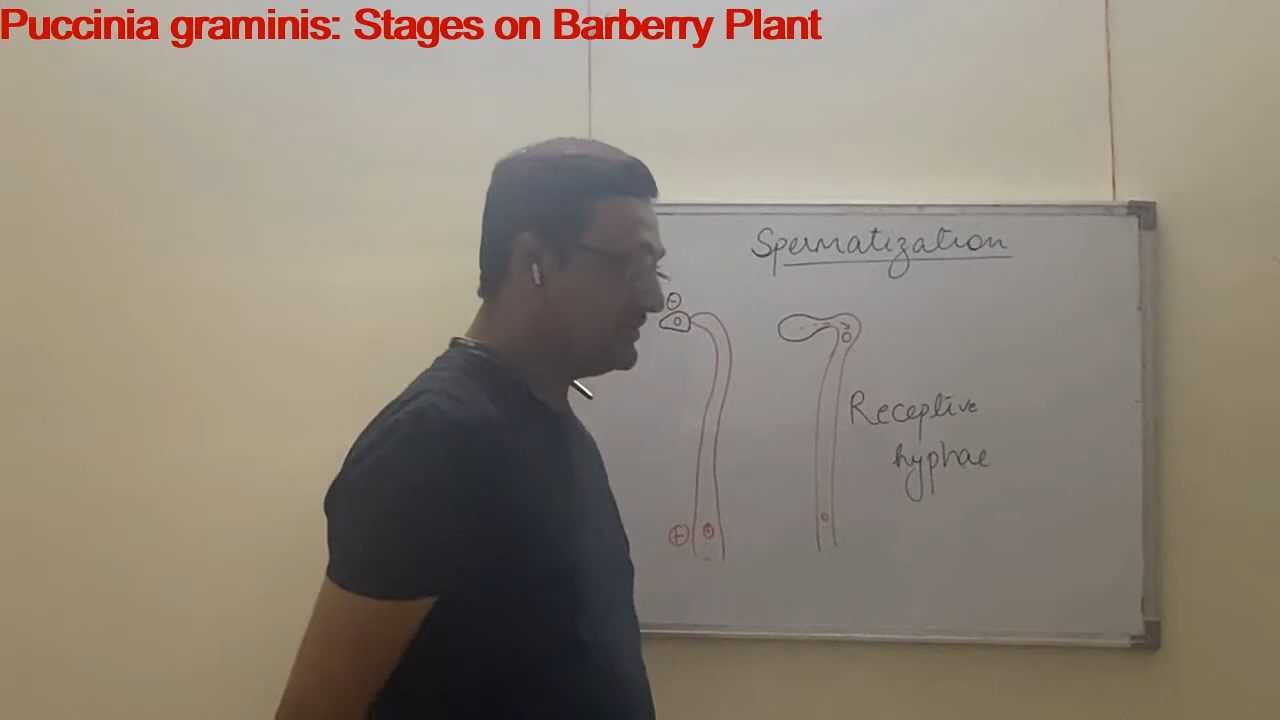 Puccinia graminis: Stages on Barberry Plant
Spermatization
Receptive
hyphae